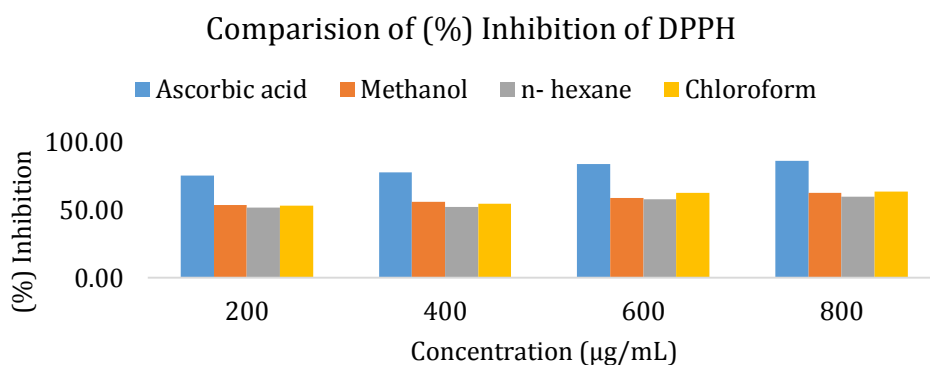 Comparision of (%) Inhibition of DPPH
Ascorbic acid Methanol n- hexane Chloroform
(%) Inhibition
100.00
50.00
0.00
200 400 600 800
Concentration (µg/mL)